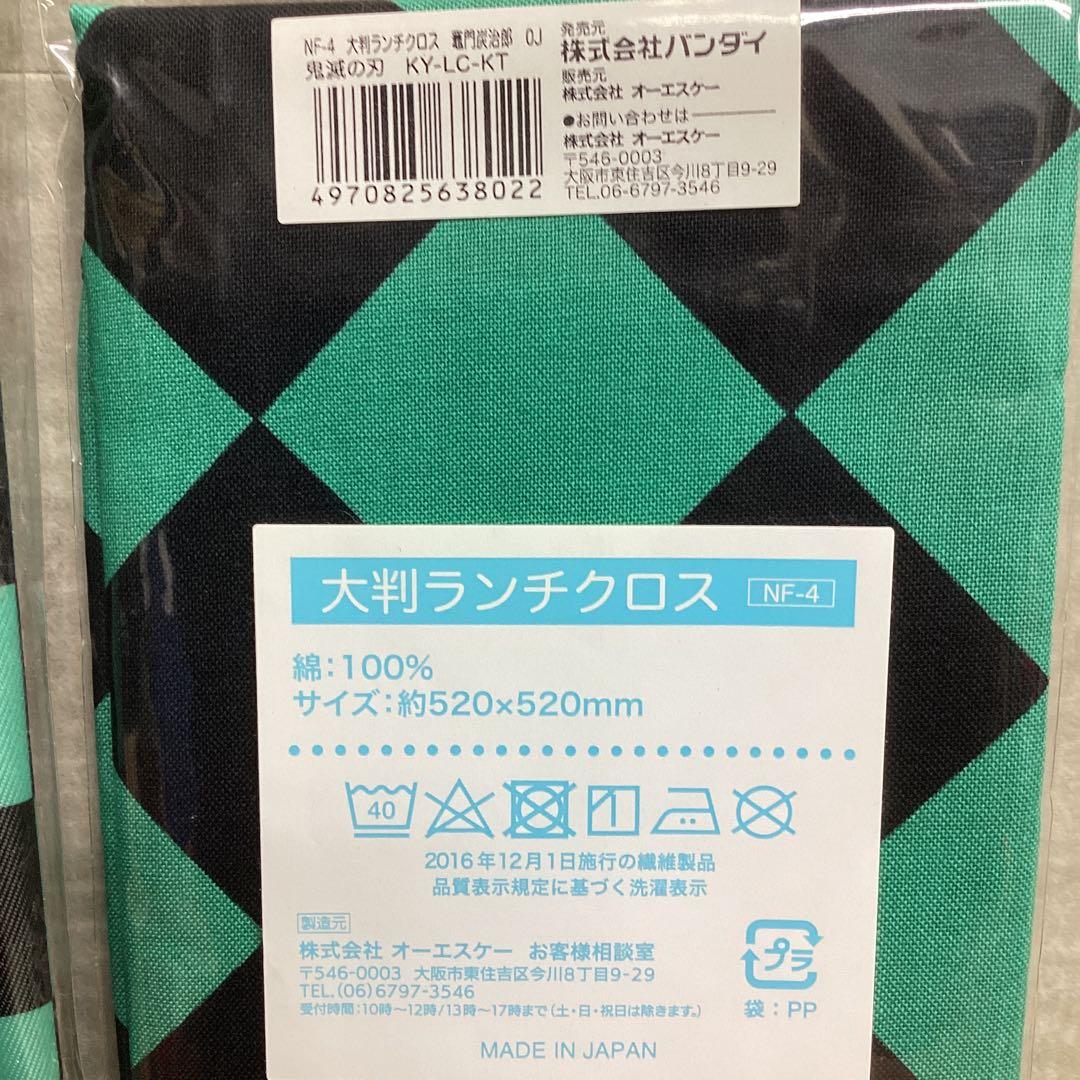 NF-4 大判ランチクロス 竈門炭治郎 OJ
鬼滅の刃 KY-LC-KT
4970825638022
発売元
株式会社バンダイ
販売元
株式会社 オーエスケー
●お問い合わせは
株式会社 オーエスケー
〒546-0003
大阪市東住吉区今川8丁目9-29
TEL.06-6797-3546
大判ランチクロス NF-4
綿:100%
サイズ:約520×520mm
40
2016年12月1日施行の繊維製品
品質表示規定に基づく洗濯表示
製造元
株式会社 オーエスケー お客様相談室
〒546-0003 大阪市東住吉区今川8丁目9-29
TEL.(06)6797-3546
受付時間:10時〜12時/13時〜17時まで(土・日・祝日は除きます。)
プラ
袋:PP
MADE IN JAPAN